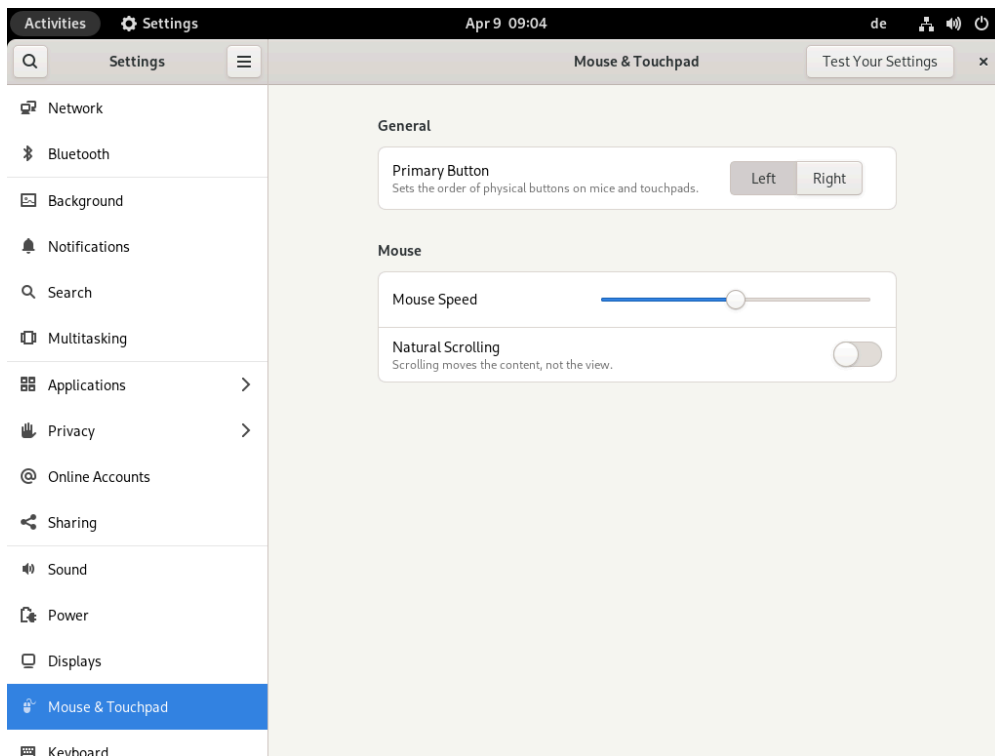 Activities Settings Apr 9 09:04 de
Settings Mouse & Touchpad Test Your Settings
Network
Bluetooth
Background
Notifications
Search
Multitasking
Applications
Privacy
Online Accounts
Sharing
Sound
Power
Displays
Mouse & Touchpad
Keyboard
General
Primary Button
Sets the order of physical buttons on mice and touchpads.
Left Right
Mouse
Mouse Speed
Natural Scrolling
Scrolling moves the content, not the view.